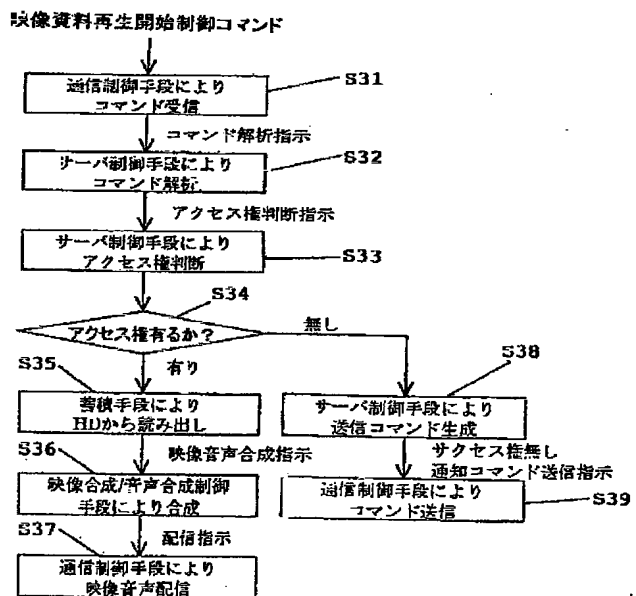 映像資料再生開始制御コマンド
通信制御手段により
コマンド受信
S31
コマンド解析指示
サーバ制御手段により
コマンド解析
S32
アクセス権判断指示
サーバ制御手段により
アクセス権判断
S33
S34
アクセス権有るか？
無し
有り
S35
蓄積手段により
HDから読み出し
映像音声合成指示
S36
映像合成/音声合成制御
手段により合成
配信指示
S37
通信制御手段により
映像音声配信
S38
サーバ制御手段により
送信コマンド生成
サクセス権無し
通知コマンド送信指示
通信制御手段により
コマンド送信
S39